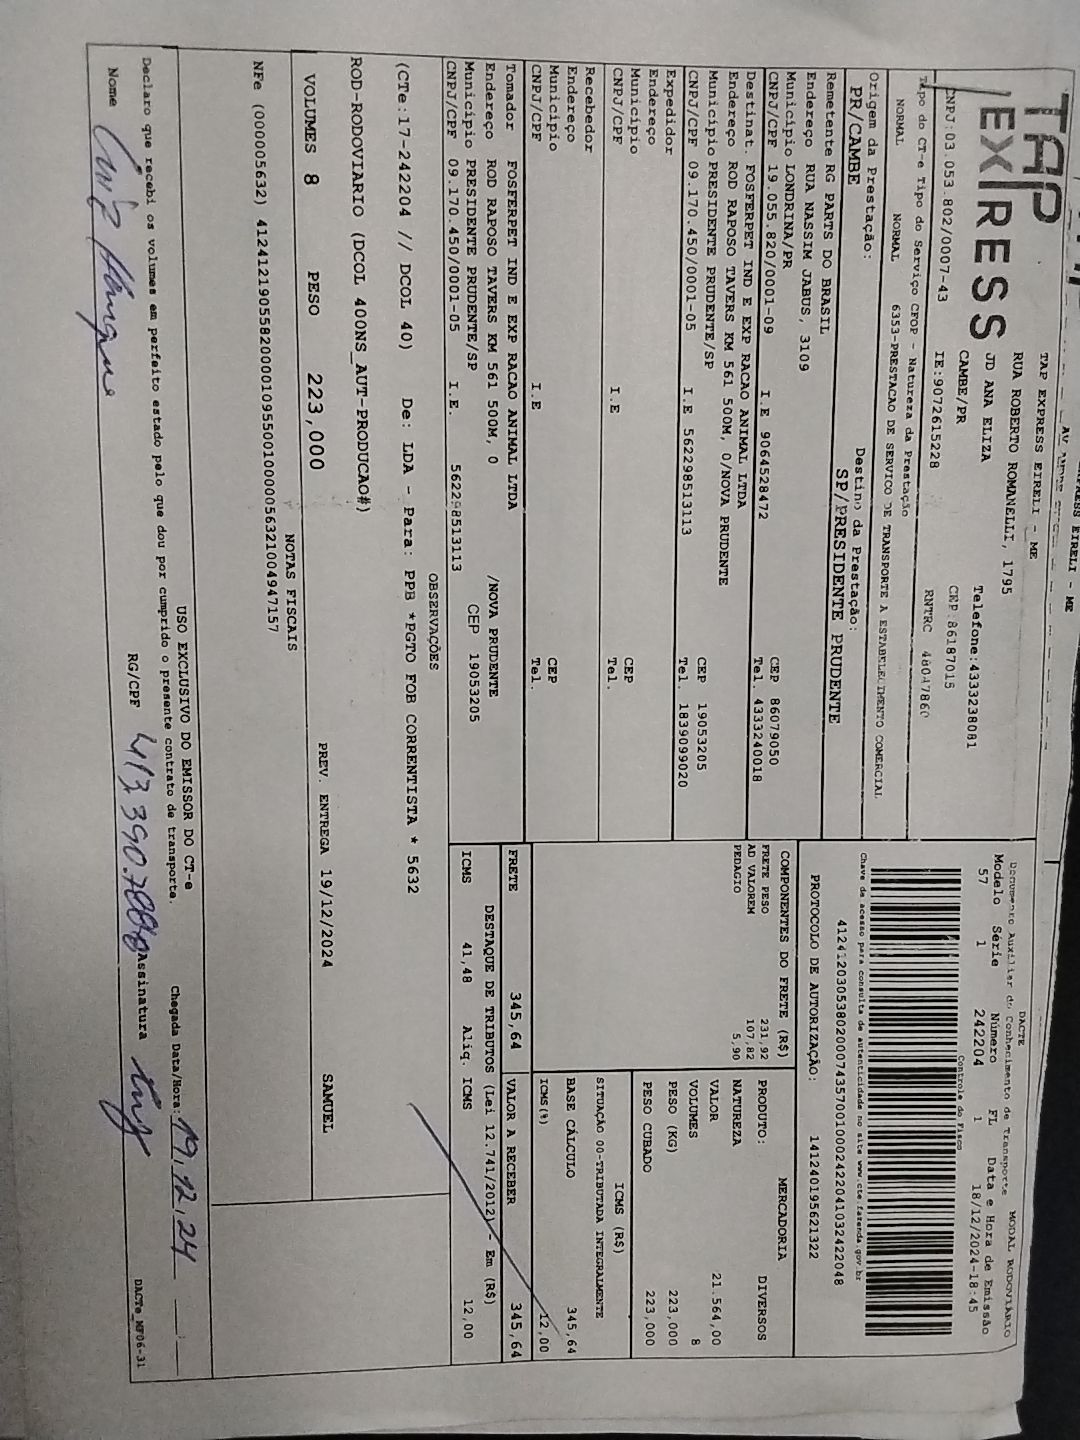 TAP EXPRESS EIRELI - ME
TAP
EXPRESS
TAP EXPRESS EIRELI - ME
RUA ROBERTO ROMANELLI, 1795
JD ANA ELIZA Telefone:4333238081
CAMBE/PR CEP 86187015
CNPJ:03.053.802/0007-43 IE:9072615228 RNTRC 48047860
Tipo do CT-e Tipo do Serviço CFOP - Natureza da Prestação
NORMAL NORMAL 6353-PRESTACAO DE SERVICO DE TRANSPORTE A ESTABELECIMENTO COMERCIAL
Origem da Prestação: Destino da Prestação:
PR/CAMBE SP/PRESIDENTE PRUDENTE
DACTE MODAL RODOVIÁRIO
Documento Auxiliar do Conhecimento de Transporte
Modelo Série Número FL Data e Hora de Emissão
57 1 242204 1 18/12/2024-18:45
Controle do Fisco
Chave de acesso para consulta de autenticidade no site www.cte.fazenda.gov.br
41241203053802000743570010002422041032422048
PROTOCOLO DE AUTORIZAÇÃO: 141240195621322
Remetente RG PARTS DO BRASIL
Endereço RUA NASSIM JABUS, 3109
Municipio LONDRINA/PR CEP 86079050
CNPJ/CPF 19.055.820/0001-09 I.E 9064528472 Tel. 4333240018
Destinat. FOSFERPET IND E EXP RACAO ANIMAL LTDA
Endereço ROD RAPOSO TAVERS KM 561 500M, 0/NOVA PRUDENTE
Municipio PRESIDENTE PRUDENTE/SP CEP 19053205
CNPJ/CPF 09.170.450/0001-05 I.E 562298513113 Tel. 1839099020
Expedidor
Endereço
Municipio CEP
CNPJ/CPF I.E Tel.
Recebedor
Endereço
Municipio CEP
CNPJ/CPF I.E Tel.
Tomador FOSFERPET IND E EXP RACAO ANIMAL LTDA
Endereço ROD RAPOSO TAVERS KM 561 500M, 0 /NOVA PRUDENTE
Municipio PRESIDENTE PRUDENTE/SP CEP 19053205
CNPJ/CPF 09.170.450/0001-05 I.E. 562298513113
COMPONENTES DO FRETE (R$)
FRETE PESO 231,92
AD VALOREM 107,82
PEDAGIO 5,90
MERCADORIA
PRODUTO: DIVERSOS
NATUREZA
VALOR 21.564,00
VOLUMES 8
PESO (KG) 223,000
PESO CUBADO 223,000
ICMS (R$)
SITUAÇÃO 00-TRIBUTADA INTEGRALMENTE
BASE CÁLCULO 345,64
ICMS(%) 12,00
FRETE 345,64 VALOR A RECEBER 345,64
DESTAQUE DE TRIBUTOS (Lei 12.741/2012) - Em (R$)
ICMS 41,48 Aliq. ICMS 12,00
OBSERVAÇÕES
(CTe:17-242204 // DCOL 40) De: LDA - Para: PPB *PGTO FOB CORRENTISTA * 5632
ROD-RODOVIARIO (DCOL 400NS_AUT-PRODUCAO#)
VOLUMES 8 PESO 223,000 PREV. ENTREGA 19/12/2024 SAMUEL
NOTAS FISCAIS
NFe (000005632) 41241219055820000109550010000056321004947157
USO EXCLUSIVO DO EMISSOR DO CT-e
Declaro que recebi os volumes em perfeito estado pelo que dou por cumprido o presente contrato de transporte. Chegada Data/Hora: 19,12,24
Nome RG/CPF Assinatura
DACTe_MF06-31